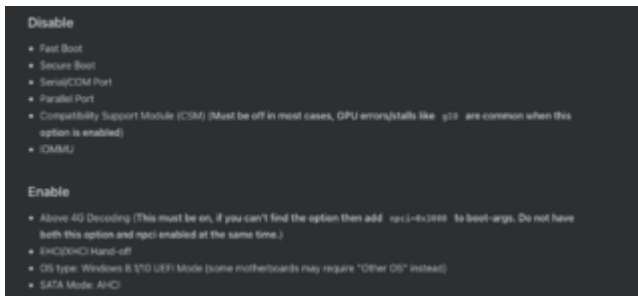 Disable
• Fast Boot
• Secure Boot
• Serial/COM Port
• Parallel Port
• Compatibility Support Module (CSM) (Must be off in most cases, GPU errors/stalls like gIO are common when this
option is enabled)
• IOMMU
Enable
• Above 4G Decoding (This must be on, if you can't find the option then add npci=0x3000 to boot-args. Do not have
both this option and npci enabled at the same time.)
• EHCI/XHCI Hand-off
• OS type: Windows 8.1/10 UEFI Mode (some motherboards may require "Other OS" instead)
• SATA Mode: AHCI